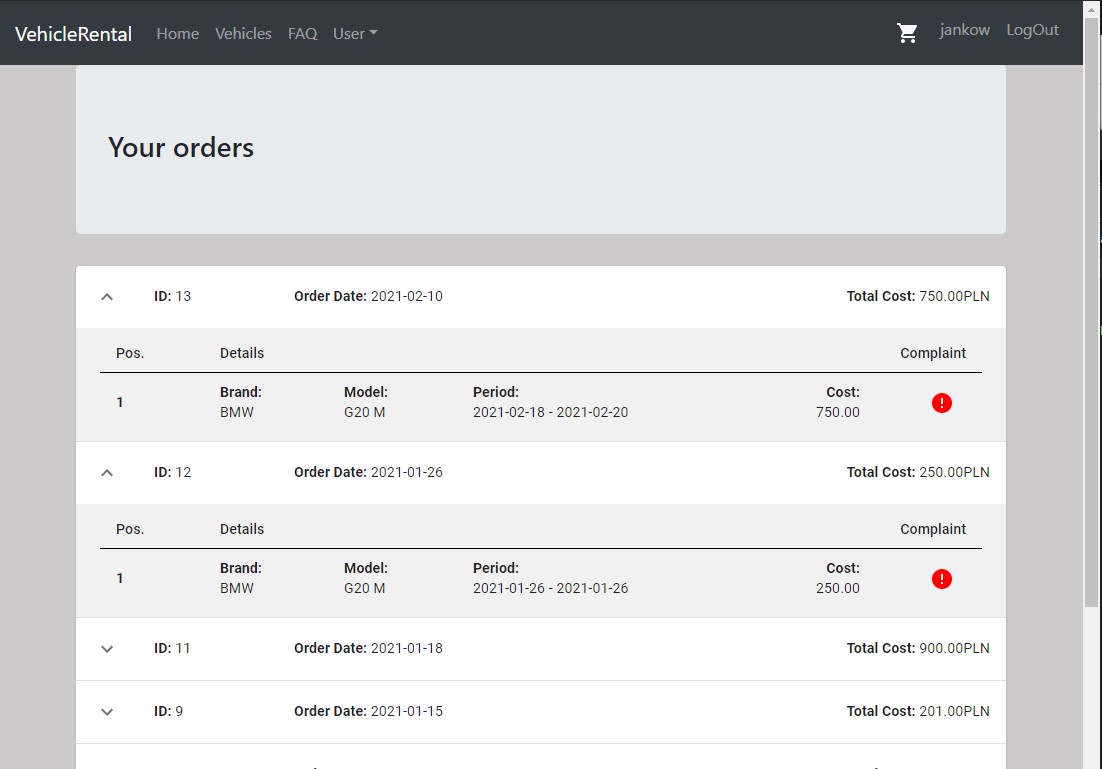 VehicleRental Home Vehicles FAQ User jankow LogOut
Your orders
ID: 13 Order Date: 2021-02-10 Total Cost: 750.00PLN
Pos. Details Complaint
1 Brand: Model: Period: Cost:
BMW G20 M 2021-02-18 - 2021-02-20 750.00
ID: 12 Order Date: 2021-01-26 Total Cost: 250.00PLN
Pos. Details Complaint
1 Brand: Model: Period: Cost:
BMW G20 M 2021-01-26 - 2021-01-26 250.00
ID: 11 Order Date: 2021-01-18 Total Cost: 900.00PLN
ID: 9 Order Date: 2021-01-15 Total Cost: 201.00PLN